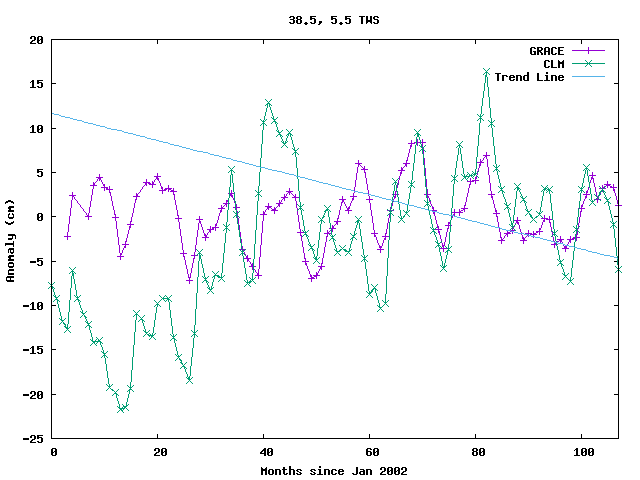 38.5, 5.5 TWS
GRACE
CLM
Trend Line
20
15
10
5
0
-5
-10
-15
-20
-25
Anomaly (cm)
0 20 40 60 80 100
Months since Jan 2002